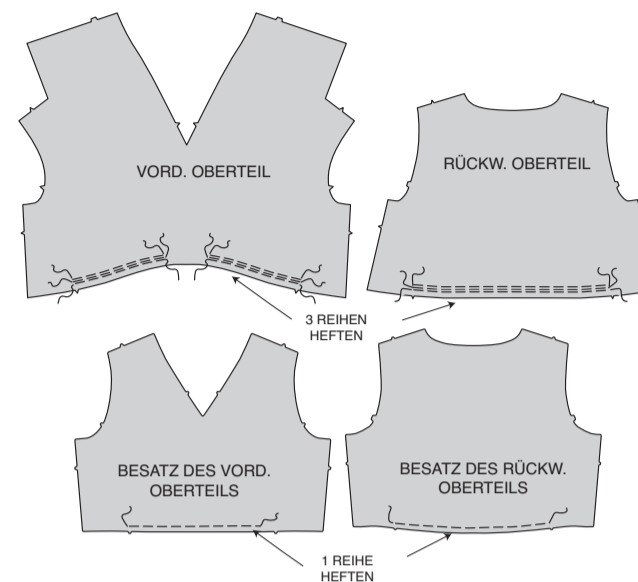 VORD. OBERTEIL
RÜCKW. OBERTEIL
3 REIHEN
HEFTEN
BESATZ DES VORD.
OBERTEILS
BESATZ DES RÜCKW.
OBERTEILS
1 REIHE
HEFTEN